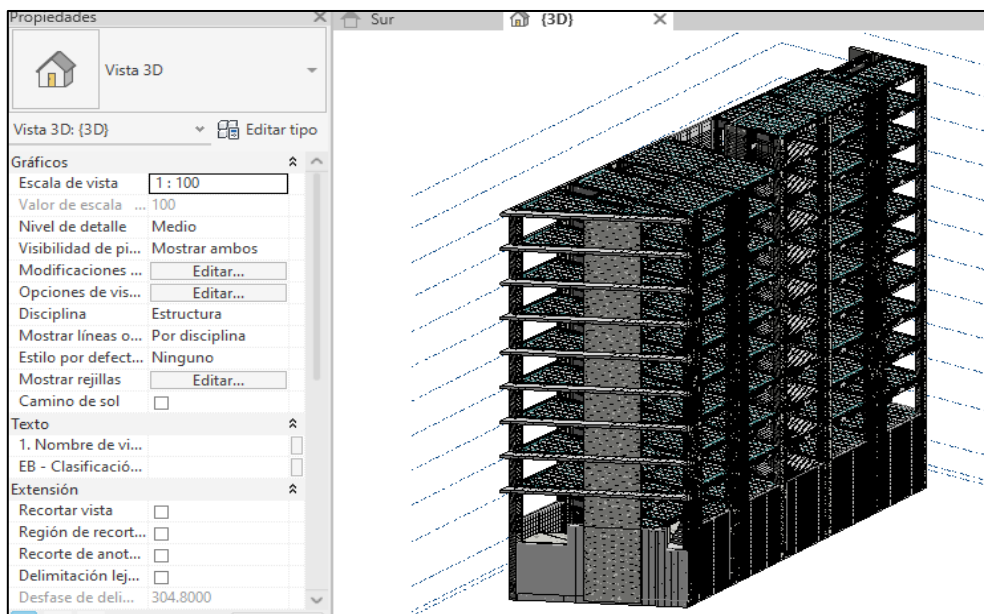 Propiedades
Sur
{3D}
Vista 3D
Vista 3D: {3D}
Editar tipo
Gráficos
Escala de vista 1 : 100
Valor de escala ... 100
Nivel de detalle Medio
Visibilidad de pi... Mostrar ambos
Modificaciones ... Editar...
Opciones de vis... Editar...
Disciplina Estructura
Mostrar líneas o... Por disciplina
Estilo por defect... Ninguno
Mostrar rejillas Editar...
Camino de sol
Texto
1. Nombre de vi...
EB - Clasificació...
Extensión
Recortar vista
Región de recort...
Recorte de anot...
Delimitación lej...
Desfase de deli... 304.8000